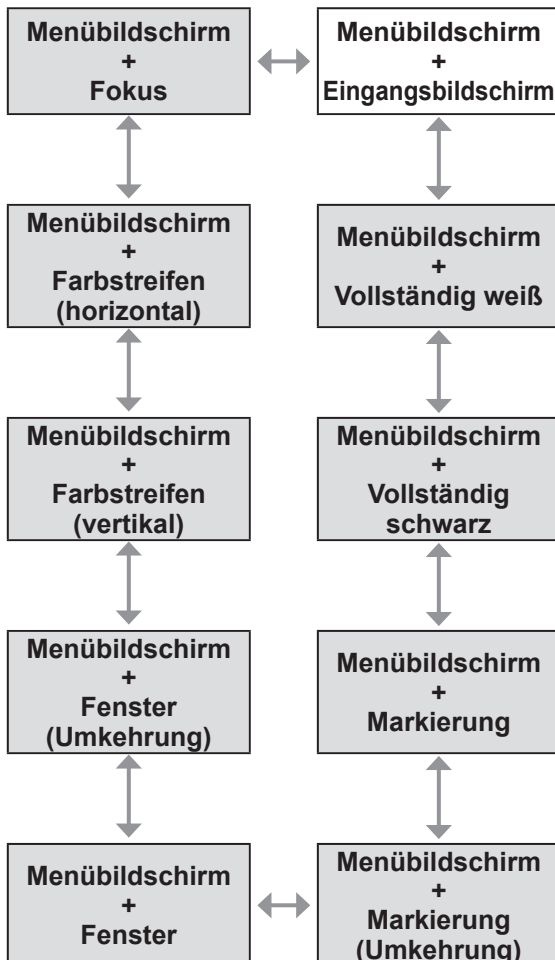 Menübildschirm
+
Fokus
Menübildschirm
+
Eingangsbildschirm
Menübildschirm
+
Farbstreifen
(horizontal)
Menübildschirm
+
Vollständig weiß
Menübildschirm
+
Farbstreifen
(vertikal)
Menübildschirm
+
Vollständig
schwarz
Menübildschirm
+
Fenster
(Umkehrung)
Menübildschirm
+
Markierung
Menübildschirm
+
Fenster
Menübildschirm
+
Markierung
(Umkehrung)